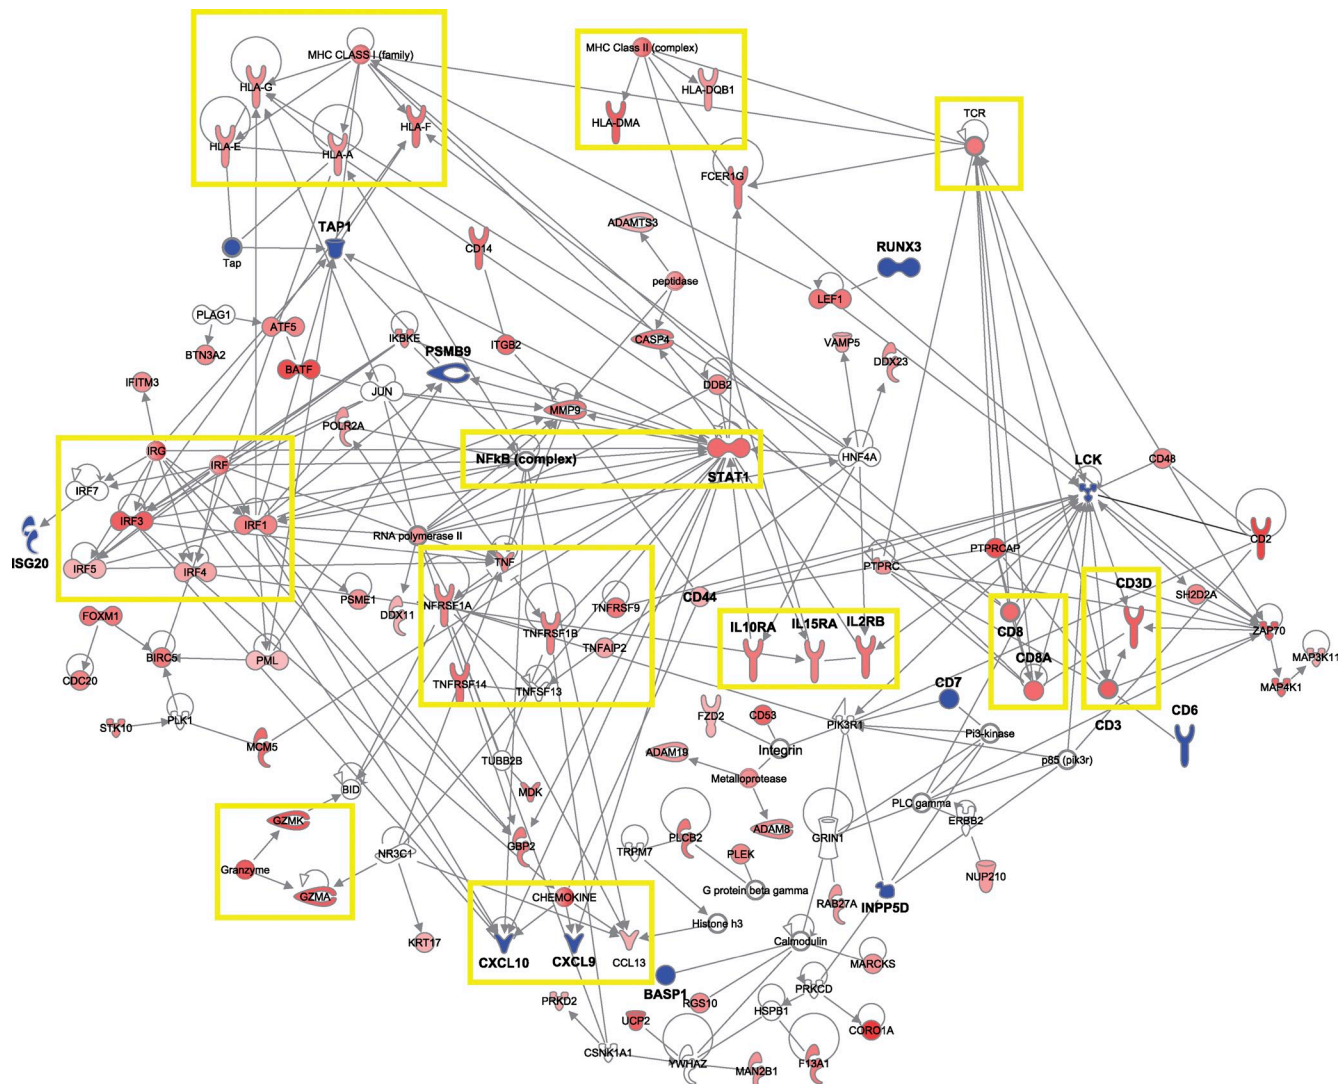 MHC CLASS I (family)
MHC Class II (complex)
HLA-G
HLA-DQB1
TCR
HLA-DMA
HLA-F
HLA-E
HLA-A
FCER1G
ADAMTS3
TAP1
CD14
RUNX3
Tap
peptidase
LEF1
PLAG1
ATF5
IKBKE
CASP4
VAMP5
ITGB2
BTN3A2
PSMB9
DDX23
BATF
IFITM3
DDB2
JUN
MMP9
POLR2A
IRG
IRF
NFkB (complex)
HNF4A
CD48
LCK
STAT1
IRF7
IRF3
IRF1
RNA polymerase II
CD2
PTPRCAP
ISG20
IRF5
IRF4
TNF
PTPRC
SH2D2A
PSME1
DDX11
NFRSF1A
TNFRSF9
CD44
CD3D
FOXM1
TNFRSF1B
IL10RA
IL15RA
IL2RB
CD8
ZAP70
TNFAIP2
BIRC5
PML
CD8A
MAP3K11
CDC20
TNFRSF14
TNFSF13
CD7
MAP4K1
CD6
STK10
PLK1
FZD2
CD53
PIK3R1
CD3
Pi3-kinase
MCM5
Integrin
ADAM19
p85 (pik3r)
TUBB2B
Metalloprotease
BID
MDK
PLC gamma
GZMK
ADAM8
GRIN1
ERBB2
GBP2
PLCB2
TRPM7
NR3C1
PLEK
Granzyme
NUP210
G protein beta gamma
GZMA
CHEMOKINE
RAB27A
INPP5D
Histone h3
KRT17
Calmodulin
CXCL10
CXCL9
CCL13
MARCKS
BASP1
PRKCD
PRKD2
RGS10
HSPB1
UCP2
CORO1A
CSNK1A1
YWHAZ
MAN2B1
F13A1